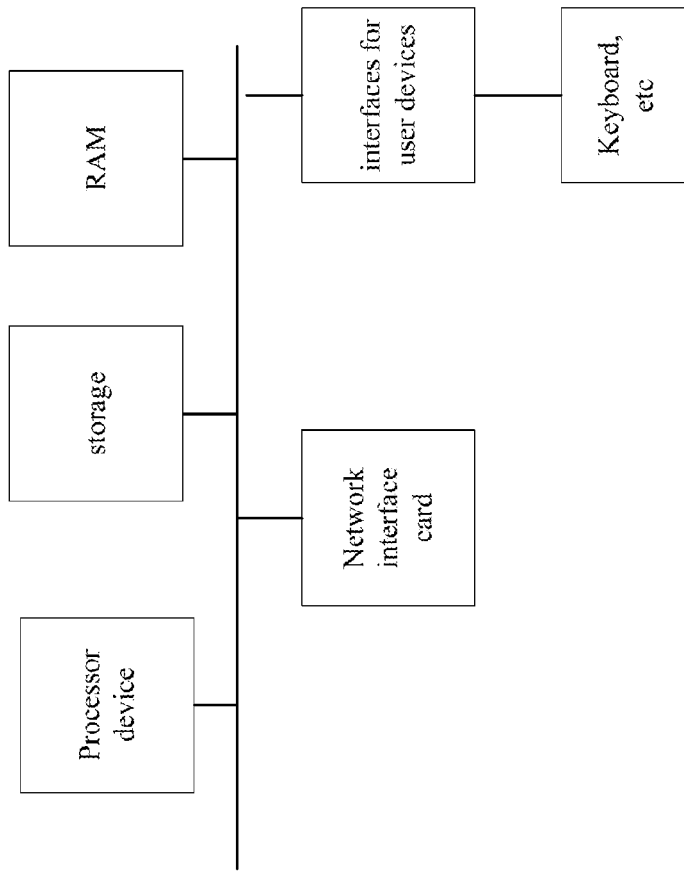 Processor
device
storage
RAM
Network
interface
card
interfaces for
user devices
Keyboard,
etc